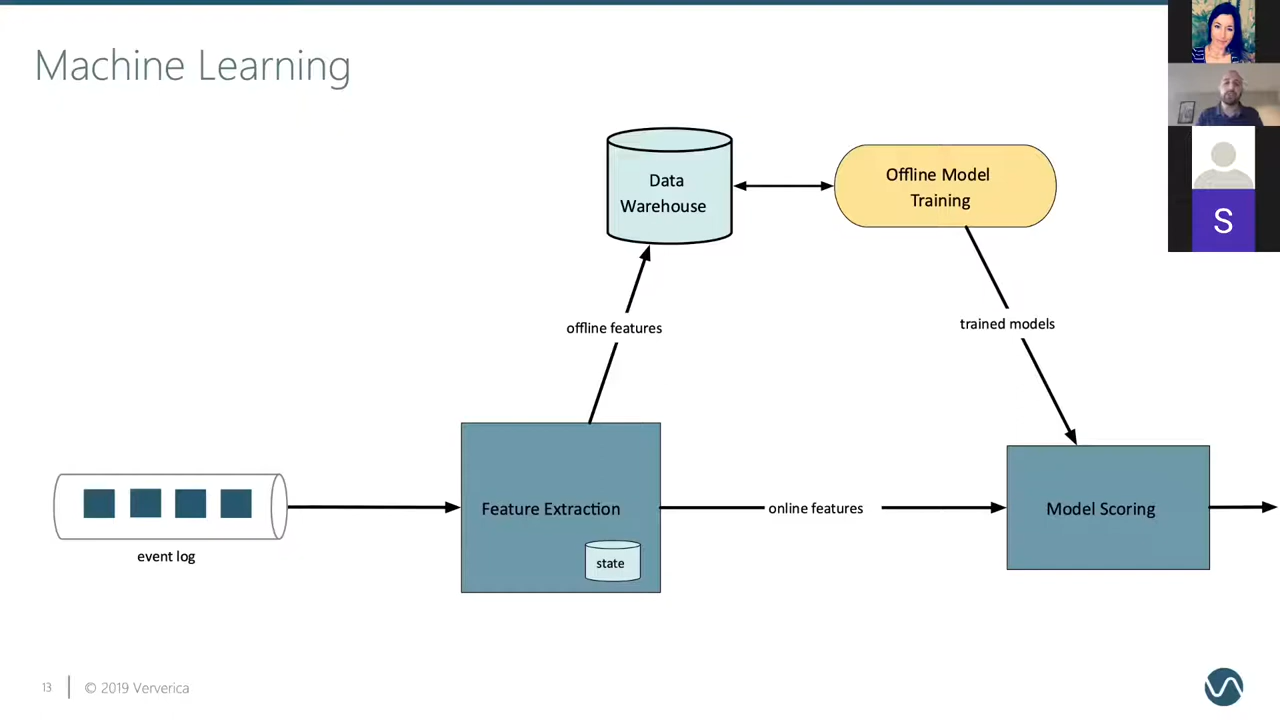 Machine Learning
S
Data
Warehouse
Offline Model
Training
offline features
trained models
event log
Feature Extraction
state
online features
Model Scoring
13
© 2019 Ververica